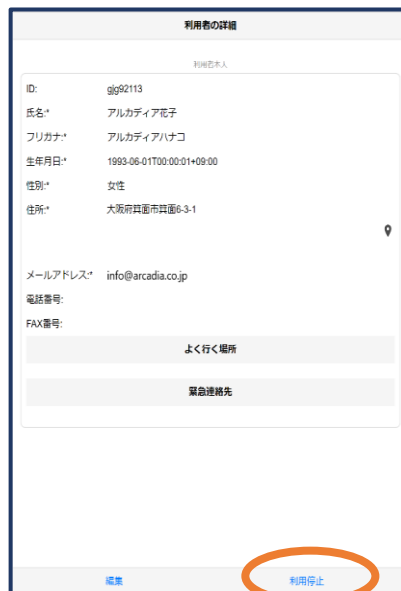 利用者の詳細
利用者本人
ID: gjg92113
氏名:* アルカディア花子
フリガナ:* アルカディアハナコ
生年月日:* 1993-06-01T00:00:01+09:00
性別:* 女性
住所:* 大阪府箕面市箕面6-3-1
メールアドレス:* info@arcadia.co.jp
電話番号:
FAX番号:
よく行く場所
緊急連絡先
編集 利用停止